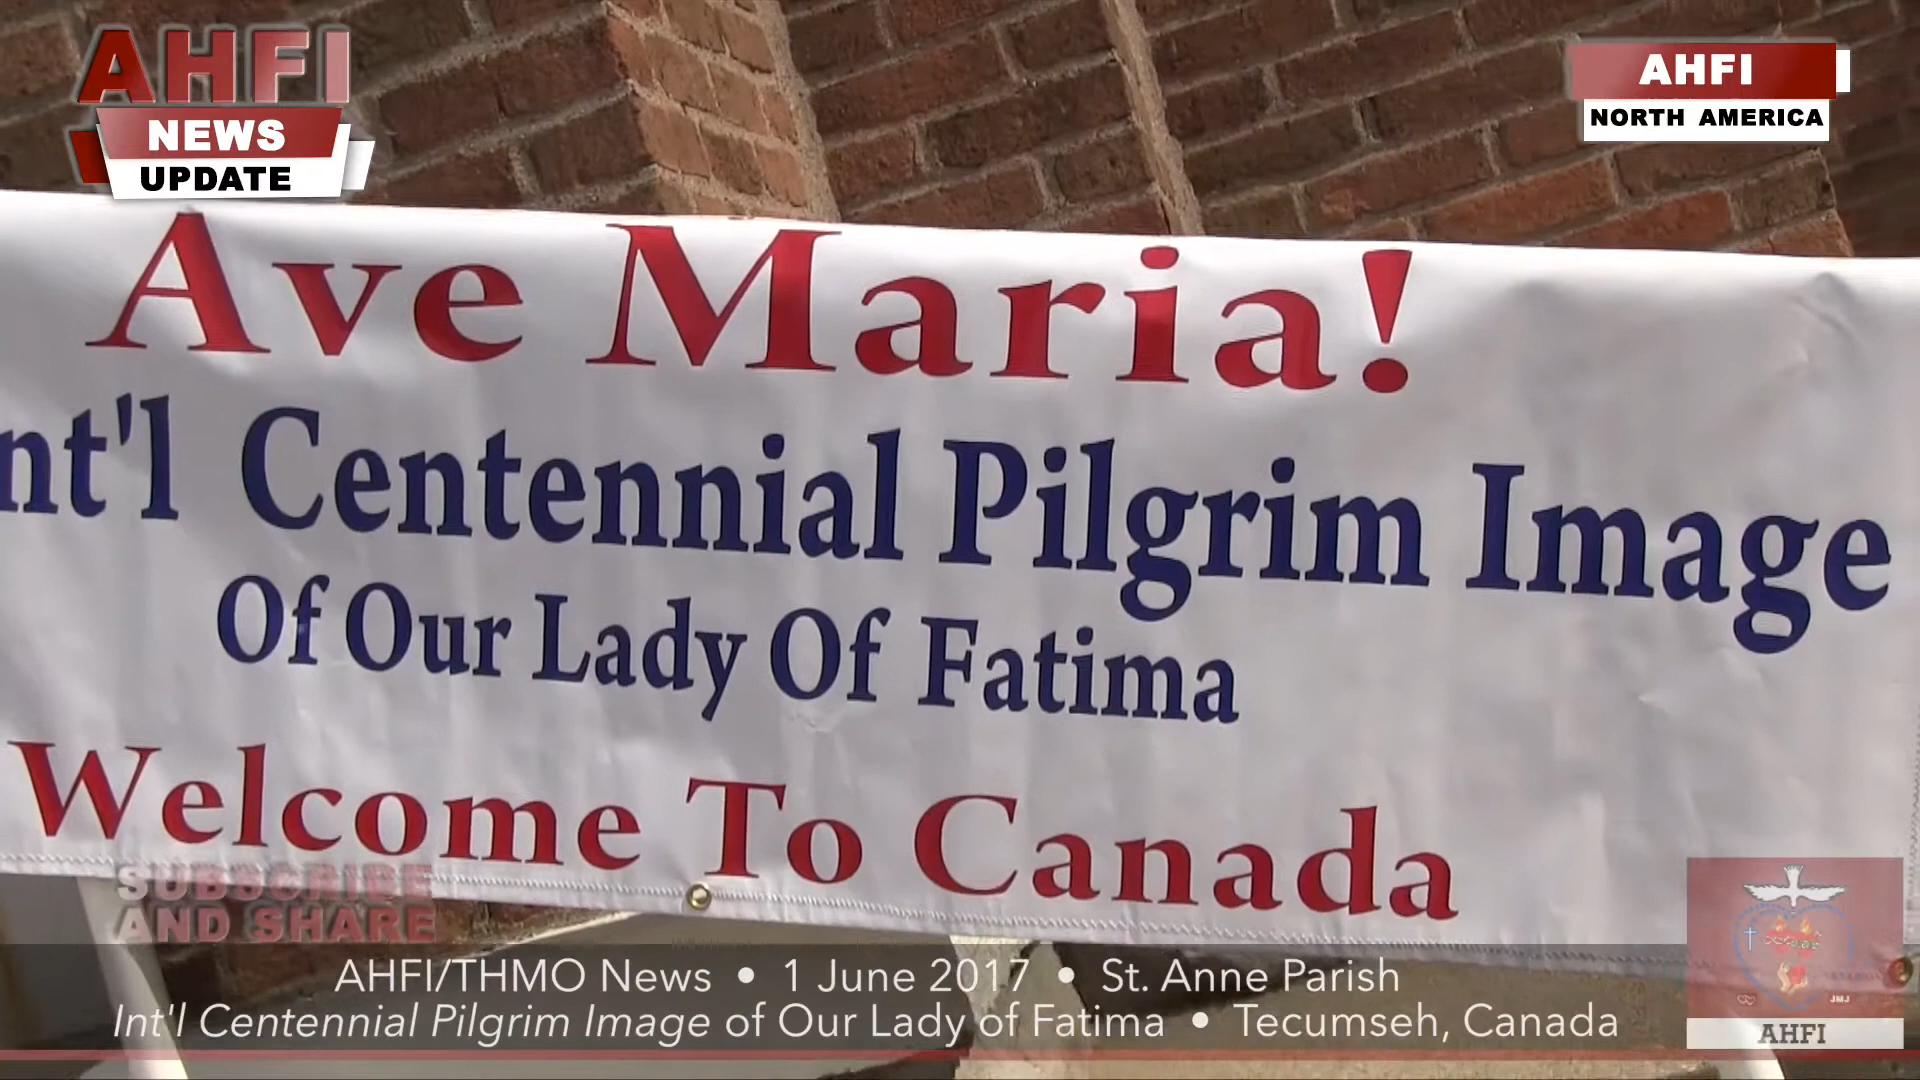 AHFI
NEWS
UPDATE
AHFI
NORTH AMERICA
Ave Maria!
nt'l Centennial Pilgrim Image
Of Our Lady Of Fatima
Welcome To Canada
SUBSCRIBE
AND SHARE
AHFI/THMO News • 1 June 2017 • St. Anne Parish
Int'l Centennial Pilgrim Image of Our Lady of Fatima • Tecumseh, Canada
JMJ
AHFI